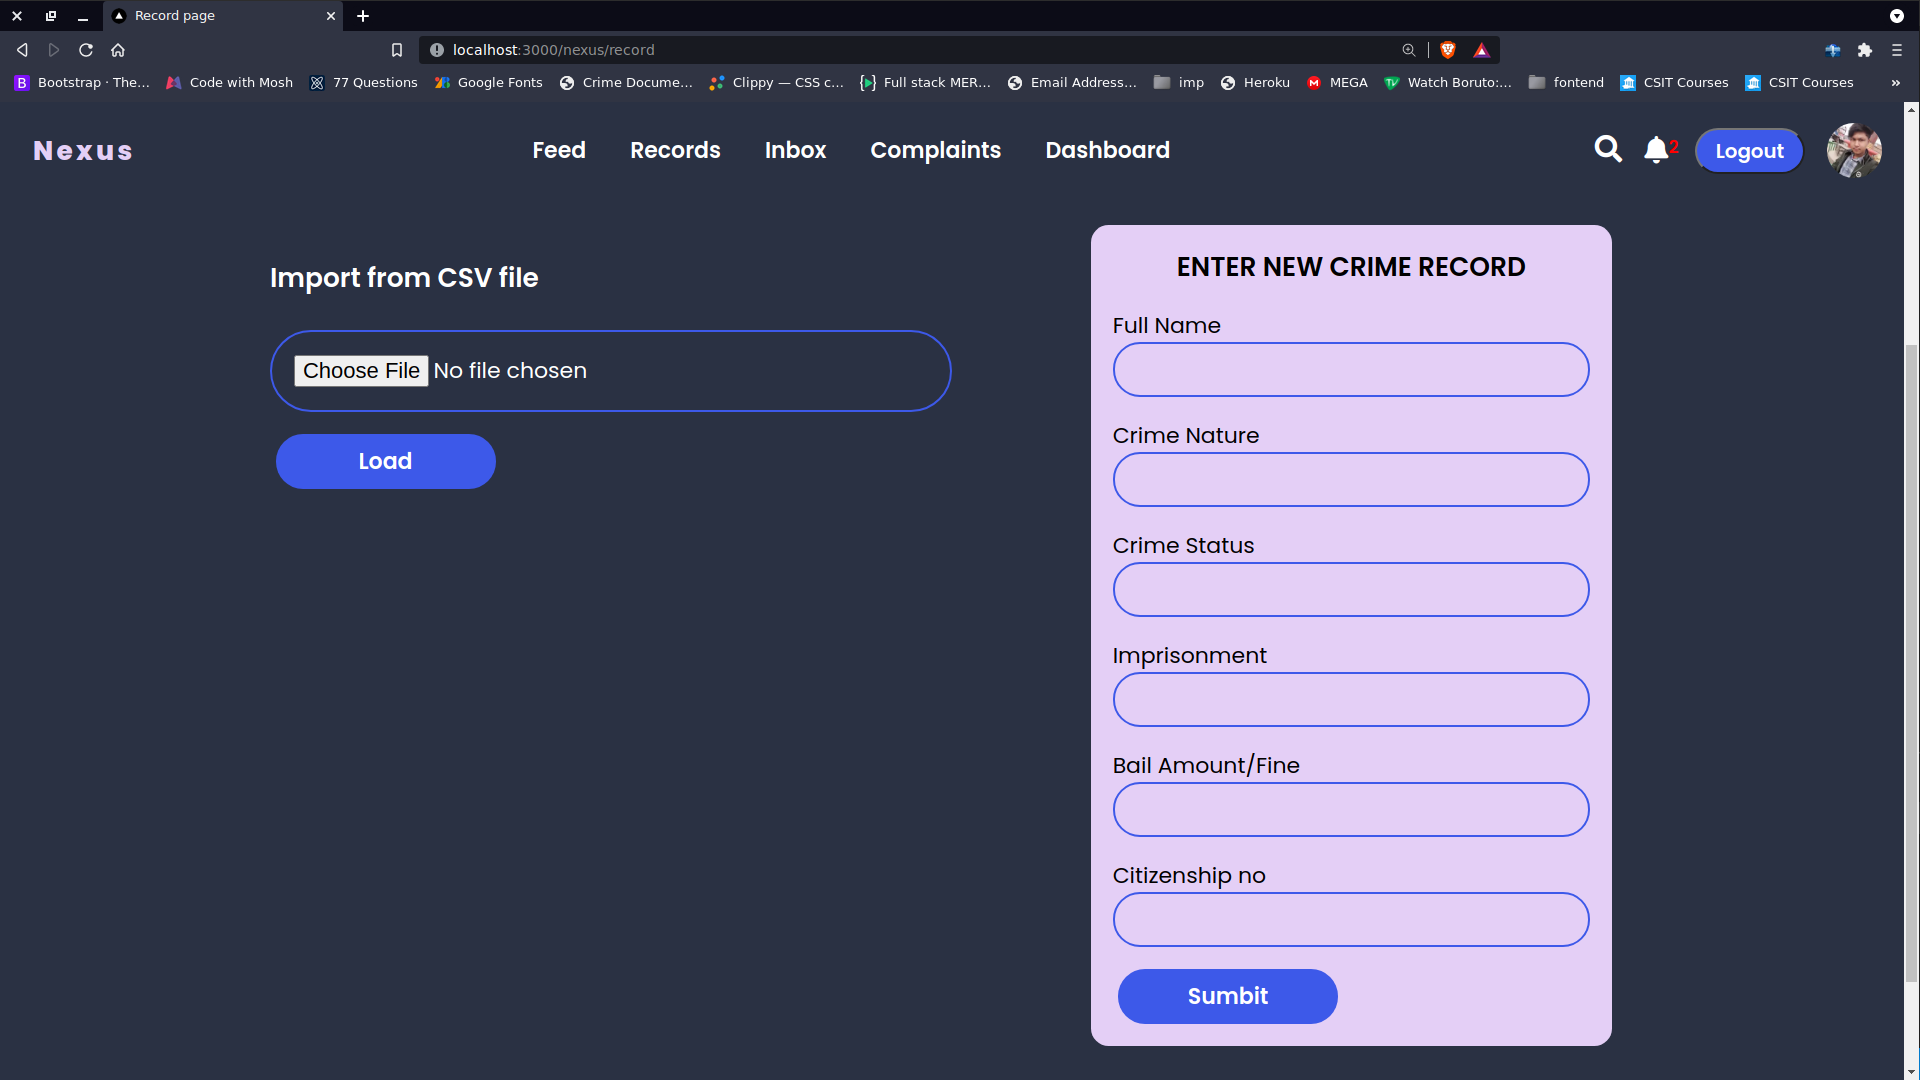 Record page
localhost:3000/nexus/record
Bootstrap · The... Code with Mosh 77 Questions Google Fonts Crime Docume... Clippy — CSS c... Full stack MER... Email Address... imp Heroku MEGA Watch Boruto:... fontend CSIT Courses CSIT Courses »
Nexus Feed Records Inbox Complaints Dashboard 2 Logout
Import from CSV file
Choose File No file chosen
Load
ENTER NEW CRIME RECORD
Full Name
Crime Nature
Crime Status
Imprisonment
Bail Amount/Fine
Citizenship no
Sumbit